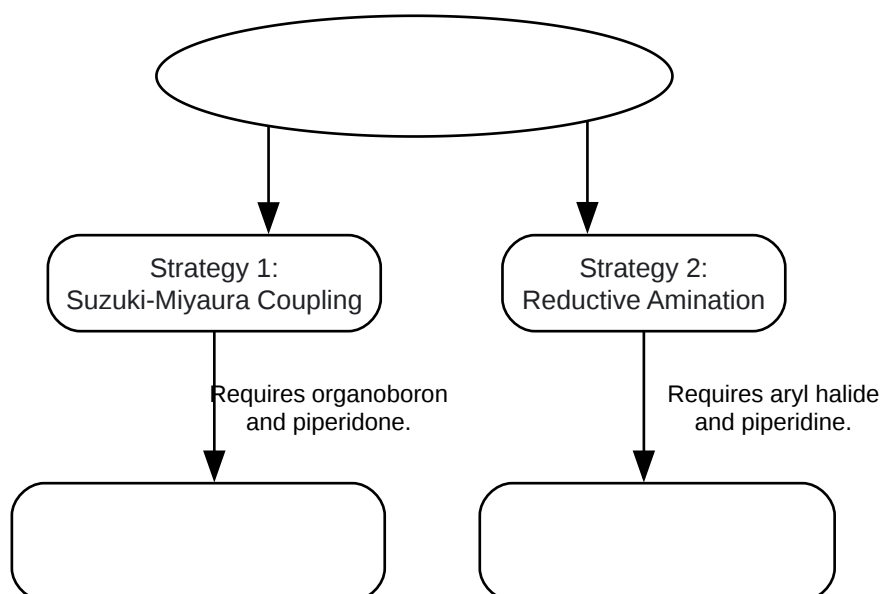 Strategy 1:
Suzuki-Miyaura Coupling
Strategy 2:
Reductive Amination
Requires organoboron
and piperidone.
Requires aryl halide
and piperidine.